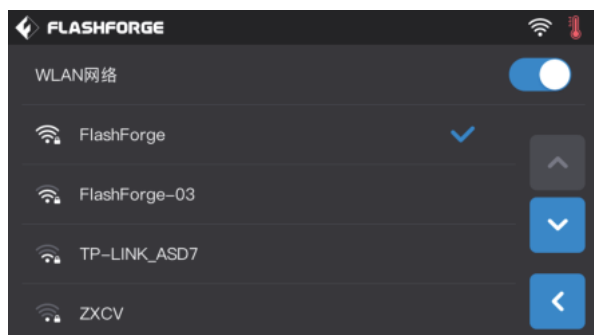 FLASHFORGE
WLAN网络
FlashForge
FlashForge-03
TP-LINK_ASD7
ZXCV